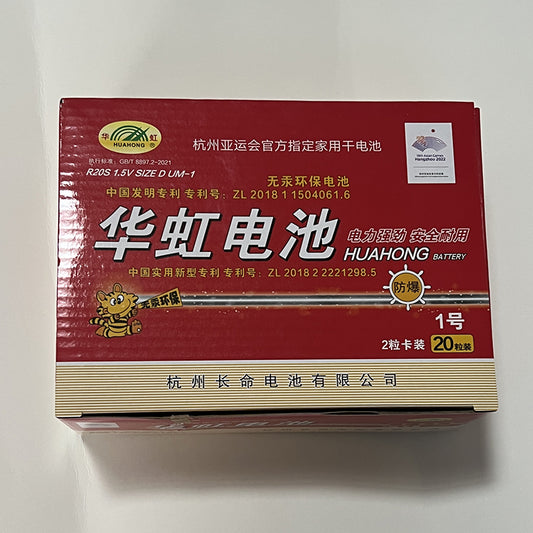 华 虹 ®
HUAHONG
杭州亚运会官方指定家用干电池
19th Asian Games
Hangzhou 2022
执行标准: GB/T 8897.2-2021
R20S 1.5V SIZE D UM-1
无汞环保电池
中国发明专利 专利号: ZL 2018 1 1504061.6
华虹电池
电力强劲 安全耐用
HUAHONG BATTERY
中国实用新型专利 专利号: ZL 2018 2 2221298.5
无汞环保
防爆
1号
2粒卡装 20粒装
杭州长命电池有限公司